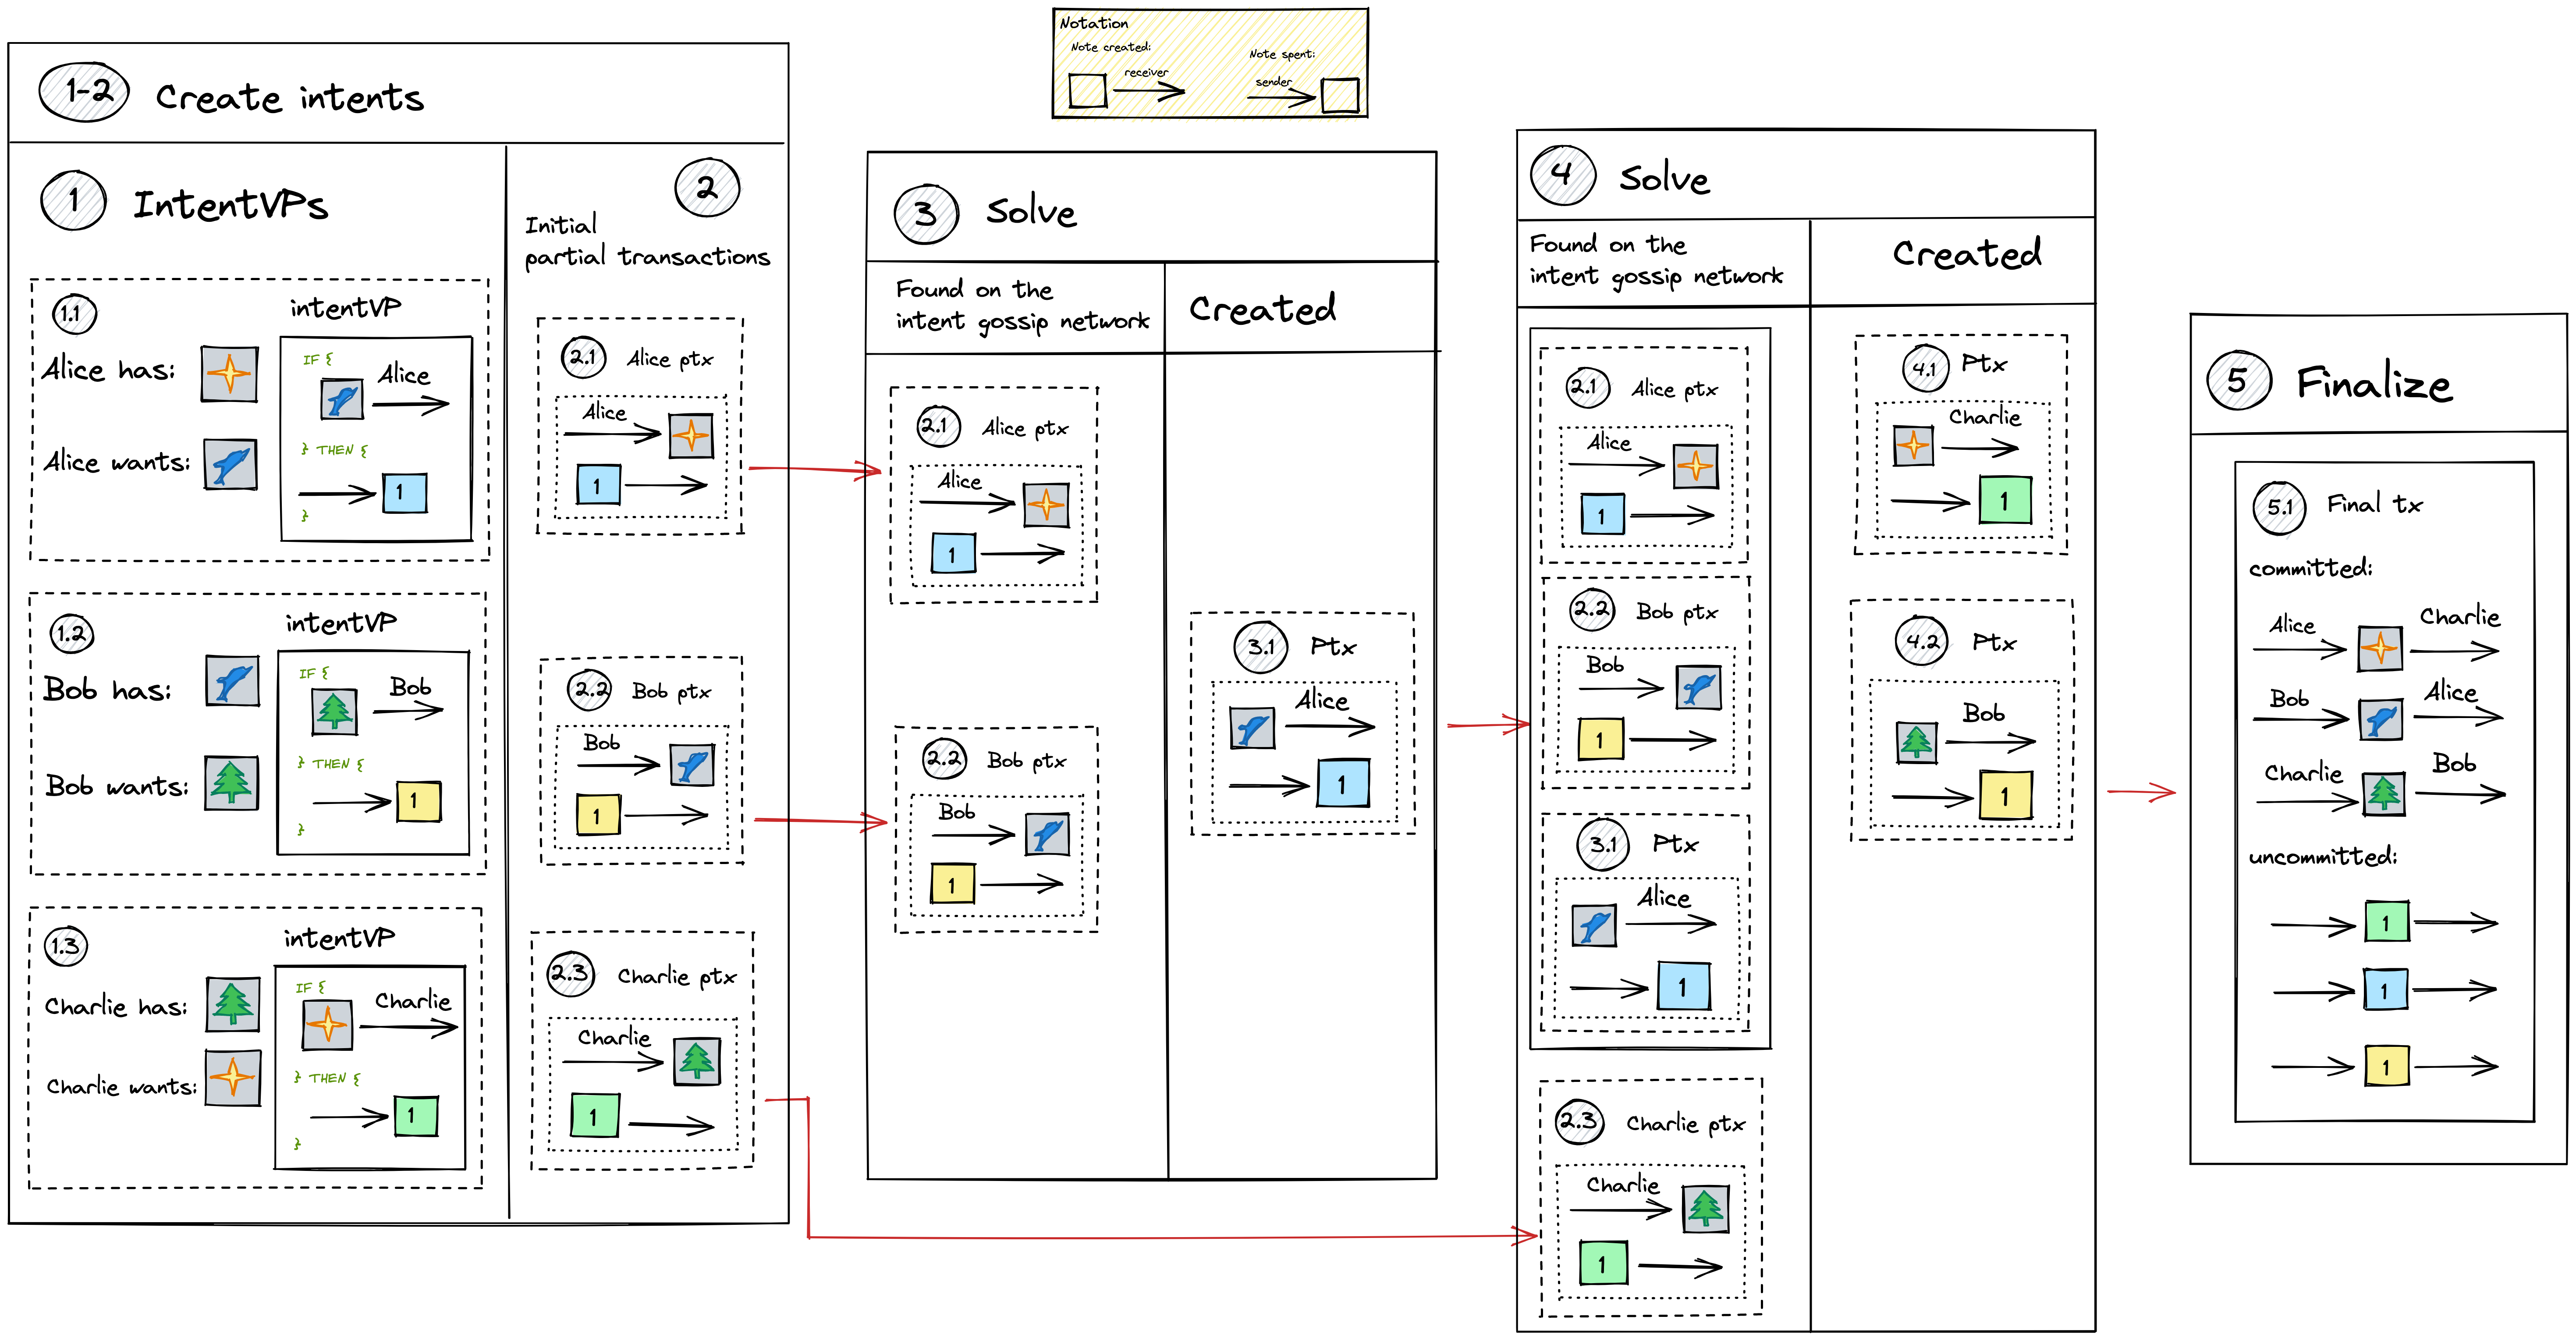 Notation
Note created:
receiver
Note spent:
sender
1-2
Create intents
1
IntentVPs
1.1
intentVP
Alice has:
Alice wants:
IF {
Alice
} THEN {
1
}
1.2
intentVP
Bob has:
Bob wants:
IF {
Bob
} THEN {
1
}
1.3
intentVP
Charlie has:
Charlie wants:
IF {
Charlie
} THEN {
1
}
2
Initial
partial transactions
2.1
Alice ptx
Alice
1
2.2
Bob ptx
Bob
1
2.3
Charlie ptx
Charlie
1
3
Solve
Found on the
intent gossip network
Created
2.1
Alice ptx
Alice
1
2.2
Bob ptx
Bob
1
3.1
Ptx
Alice
1
4
Solve
Found on the
intent gossip network
Created
2.1
Alice ptx
Alice
1
2.2
Bob ptx
Bob
1
3.1
Ptx
Alice
1
2.3
Charlie ptx
Charlie
1
4.1
Ptx
Charlie
1
4.2
Ptx
Bob
1
5
Finalize
5.1
Final tx
committed:
Alice
Charlie
Bob
Alice
Charlie
Bob
uncommitted:
1
1
1